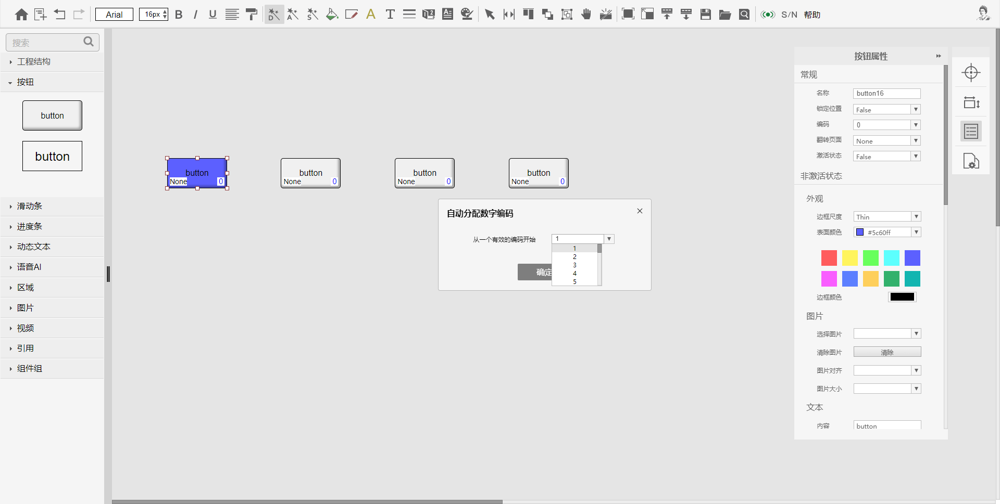 Arial
16px
B I U
D A S
A T
S/N 帮助
搜索
工程结构
按钮
button
button
滑动条
进度条
动态文本
语音AI
区域
图片
视频
引用
组件组
button
None 0
button
None 0
button
None 0
button
None 0
自动分配数字编码
从一个有效的编码开始 1
1
2
3
4
5
确定
按钮属性
常规
名称 button16
锁定位置 False
编码 0
翻转页面 None
激活状态 False
非激活状态
外观
边框尺度 Thin
表面颜色 #5c60ff
边框颜色
图片
选择图片
清除图片 清除
图片对齐
图片大小
文本
内容 button